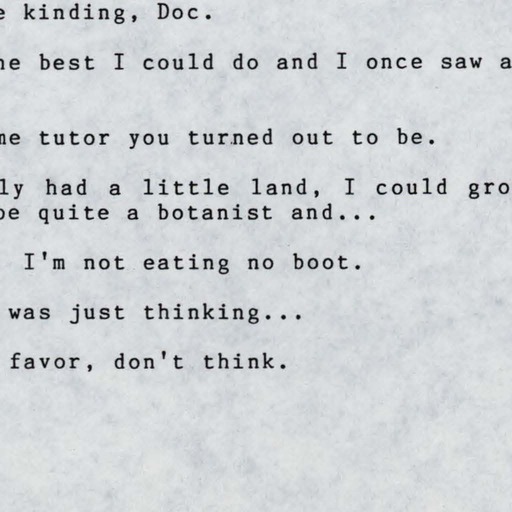 e kinding, Doc.
he best I could do and I once saw a
me tutor you turned out to be.
ly had a little land, I could gro
be quite a botanist and...
I'm not eating no boot.
was just thinking...
favor, don't think.